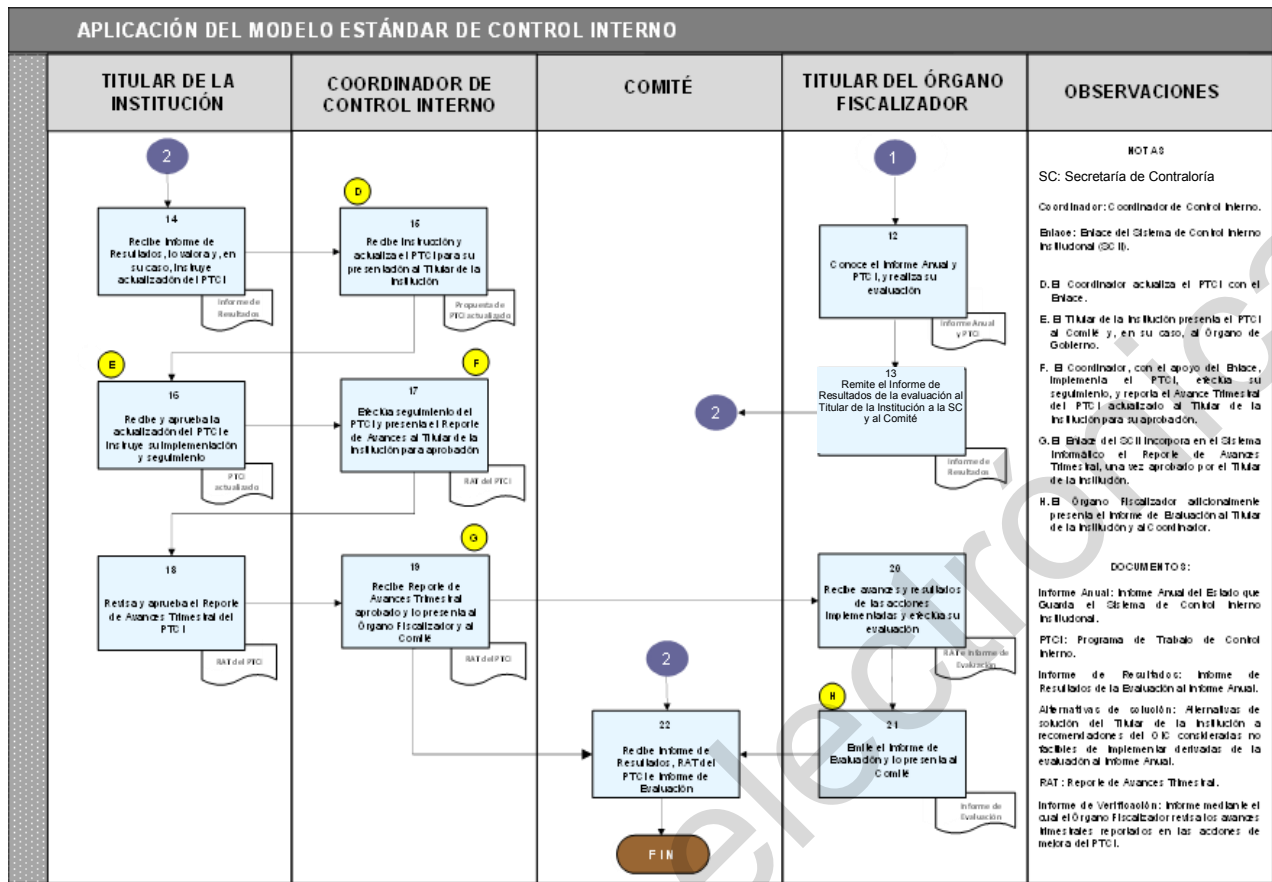 APLICACIÓN DEL MODELO ESTÁNDAR DE CONTROL INTERNO
TITULAR DE LA
INSTITUCIÓN
COORDINADOR DE
CONTROL INTERNO
COMITÉ
TITULAR DEL ÓRGANO
FISCALIZADOR
OBSERVACIONES
2
14
Recibe Informe de
Resultados, lo valora y, en
su caso, instruye
actualización del PTCI
Informe de
Resultados
D
15
Recibe instrucción y
actualiza el PTCI para su
presentación al Titular de la
Institución
Propuesta de
PTCI actualizado
1
12
Conoce el Informe Anual y
PTCI, y realiza su
evaluación
Informe Anual
y PTCI
E
16
Recibe y aprueba la
actualización del PTCI e
instruye su implementación
y seguimiento
PTCI
actualizado
F
17
Efectúa seguimiento del
PTCI y presenta el Reporte
de Avances al Titular de la
Institución para aprobación
RAT del PTCI
2
13
Remite el Informe de
Resultados de la evaluación al
Titular de la Institución a la SC
y al Comité
Informe de
Resultados
18
Revisa y aprueba el Reporte
de Avances Trimestral del
PTCI
RAT del PTCI
G
19
Recibe Reporte de
Avances Trimestral
aprobado y lo presenta al
Órgano Fiscalizador y al
Comité
RAT del PTCI
20
Recibe avances y resultados
de las acciones
implementadas y efectúa su
evaluación
RAT e Informe de
Evaluación
2
22
Recibe Informe de
Resultados, RAT del
PTCI e Informe de
Evaluación
H
21
Emite el Informe de
Evaluación y lo presenta al
Comité
Informe de
Evaluación
FIN
NOTAS
SC: Secretaría de Contraloría
Coordinador: Coordinador de Control Interno.
Enlace: Enlace del Sistema de Control Interno
Institucional (SCII).
D. El Coordinador actualiza el PTCI con el
Enlace.
E. El Titular de la Institución presenta el PTCI
al Comité y, en su caso, al Órgano de
Gobierno.
F. El Coordinador, con el apoyo del Enlace,
implementa el PTCI, efectúa su
seguimiento, y reporta el Avance Trimestral
del PTCI actualizado al Titular de la
Institución para su aprobación.
G. El Enlace del SCII incorpora en el Sistema
Informático el Reporte de Avances
Trimestral, una vez aprobado por el Titular
de la Institución.
H. El Órgano Fiscalizador adicionalmente
presenta el Informe de Evaluación al Titular
de la Institución y al Coordinador.
DOCUMENTOS:
Informe Anual: Informe Anual del Estado que
Guarda el Sistema de Control Interno
Institucional.
PTCI: Programa de Trabajo de Control
Interno.
Informe de Resultados: Informe de
Resultados de la Evaluación al Informe Anual.
Alternativas de solución: Alternativas de
solución del Titular de la Institución a
recomendaciones del OIC consideradas no
factibles de implementar derivadas de la
evaluación al Informe Anual.
RAT: Reporte de Avances Trimestral.
Informe de Verificación: Informe mediante el
cual el Órgano Fiscalizador revisa los avances
trimestrales reportados en las acciones de
mejora del PTCI.
electrónica